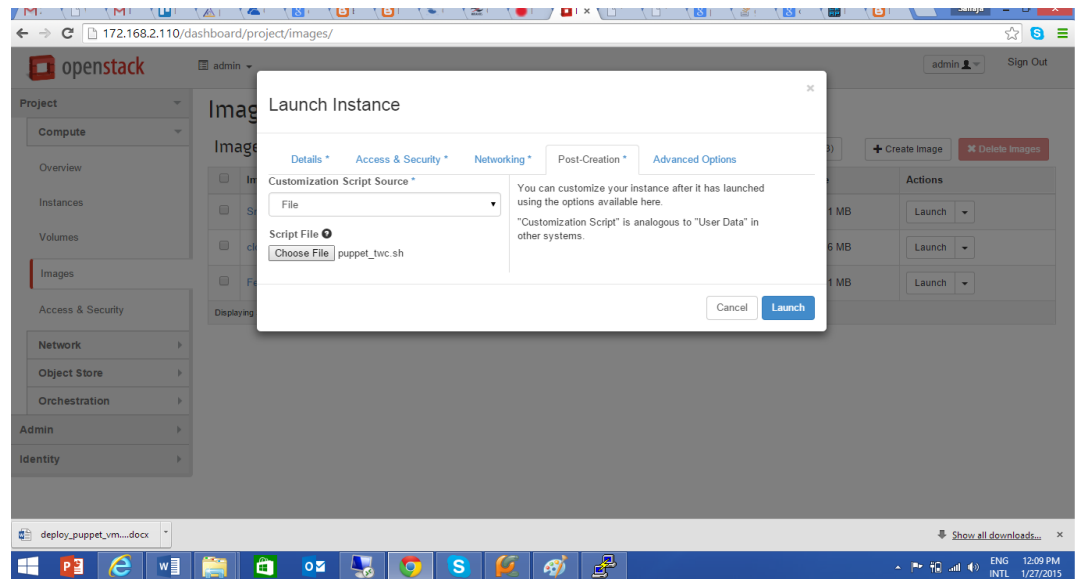 172.168.2.110/dashboard/project/images/
openstack
admin
admin
Sign Out
Project
Compute
Overview
Instances
Volumes
Images
Access & Security
Network
Object Store
Orchestration
Admin
Identity
Launch Instance
×
Details *
Access & Security *
Networking *
Post-Creation *
Advanced Options
Customization Script Source *
File
Script File
Choose File puppet_twc.sh
You can customize your instance after it has launched
using the options available here.
"Customization Script" is analogous to "User Data" in
other systems.
Cancel
Launch
Create Image
Delete Images
Actions
MB
Launch
MB
Launch
MB
Launch
Displaying
deploy_puppet_vm....docx
Show all downloads...
ENG
INTL
12:09 PM
1/27/2015